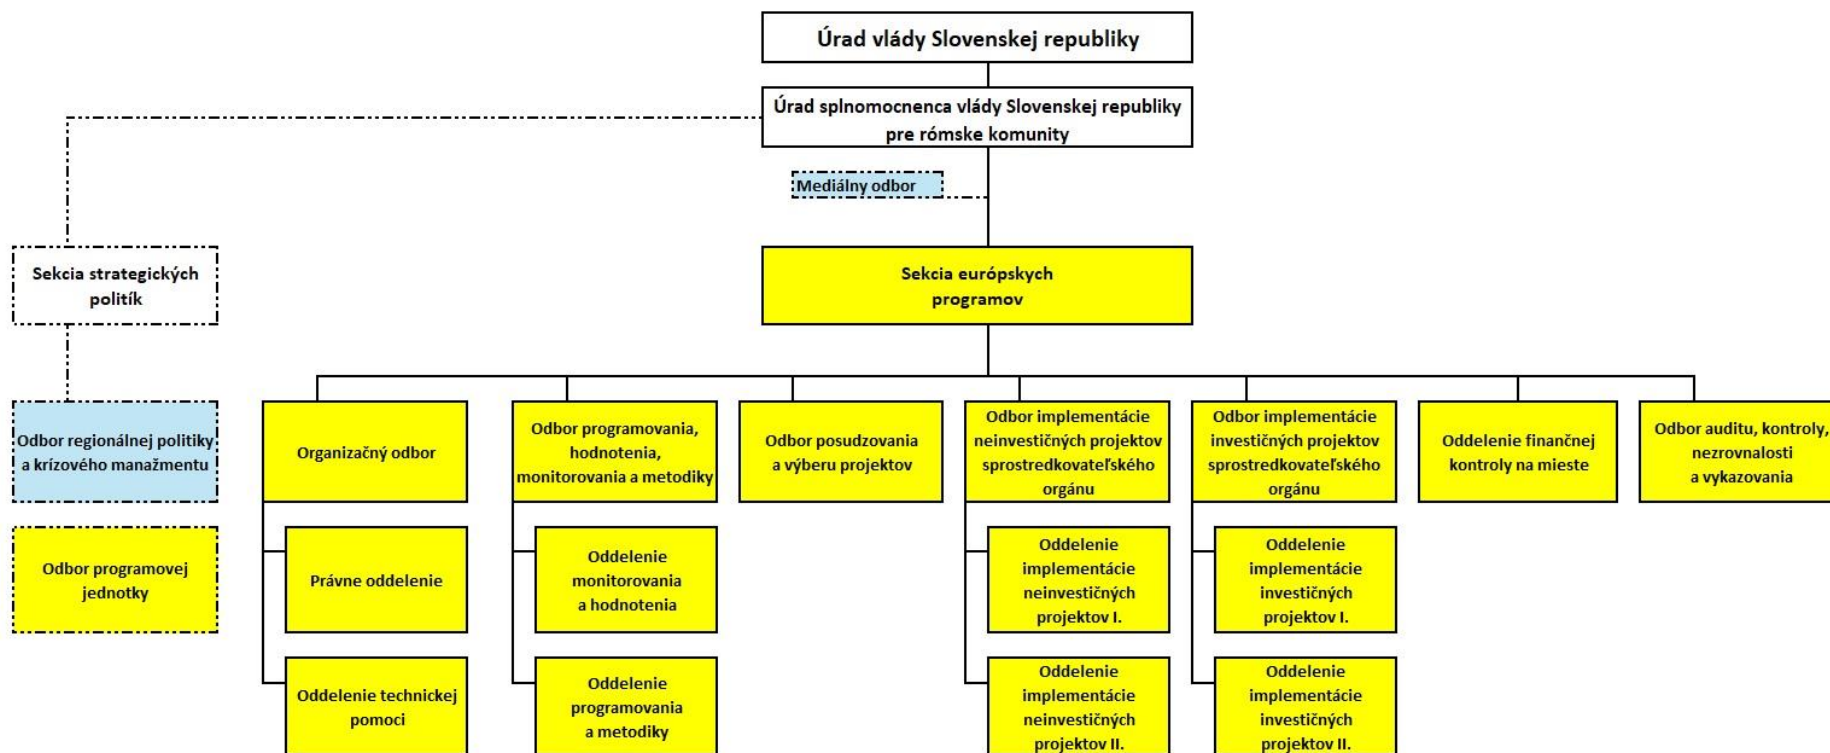 Úrad vlády Slovenskej republiky
Úrad splnomocnenca vlády Slovenskej republiky
pre rómske komunity
Mediálny odbor
Sekcia strategických
politík
Sekcia európskych
programov
Odbor regionálnej politiky
a krízového manažmentu
Organizačný odbor
Odbor programovania,
hodnotenia,
monitorovania a metodiky
Odbor posudzovania
a výberu projektov
Odbor implementácie
neinvestičných projektov
sprostredkovateľského
orgánu
Odbor implementácie
investičných projektov
sprostredkovateľského
orgánu
Oddelenie finančnej
kontroly na mieste
Odbor auditu, kontroly,
nezrovnalosti
a vykazovania
Odbor programovej
jednotky
Právne oddelenie
Oddelenie
monitorovania
a hodnotenia
Oddelenie
implementácie
neinvestičných
projektov I.
Oddelenie
implementácie
investičných
projektov I.
Oddelenie technickej
pomoci
Oddelenie
programovania
a metodiky
Oddelenie
implementácie
neinvestičných
projektov II.
Oddelenie
implementácie
investičných
projektov II.